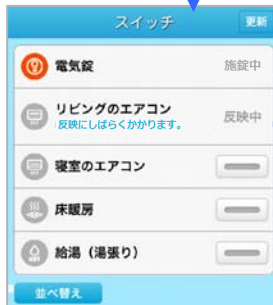 スイッチ
更新
電気錠
施錠中
リビングのエアコン
反映にしばらくかかります。
反映中
寝室のエアコン
床暖房
給湯（湯張り）
並べ替え